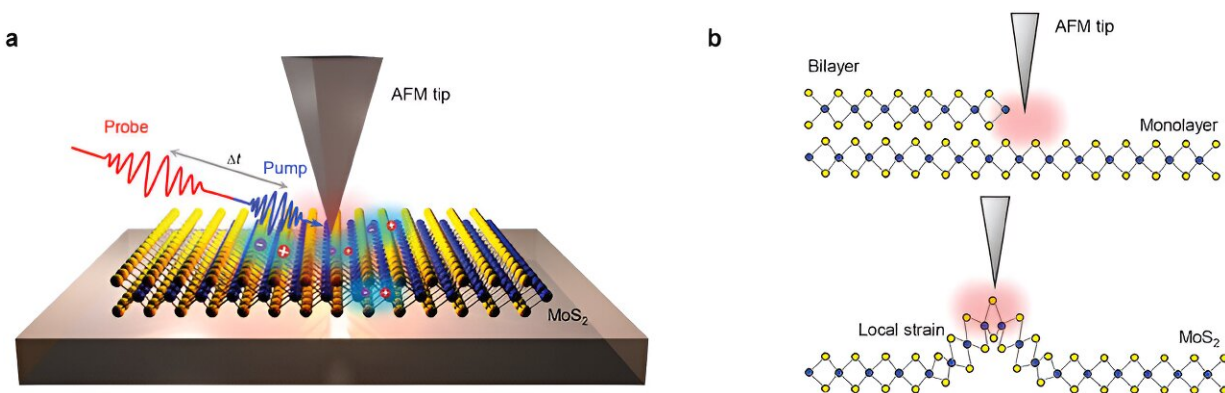 a
AFM tip
Probe
Δt
Pump
- + - + - + - +
MoS₂
b
AFM tip
Bilayer
Monolayer
Local strain
MoS₂